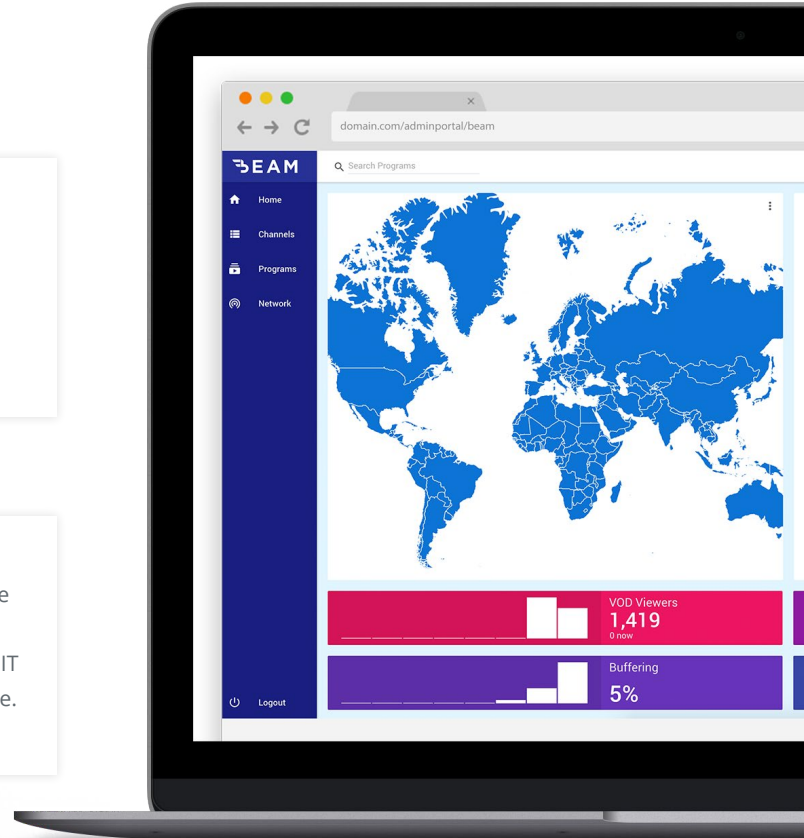 domain.com/adminportal/beam
BEAM
Search Programs
Home
Channels
Programs
Network
VOD Viewers
1,419
0 now
Buffering
5%
Logout
e
IT
e.